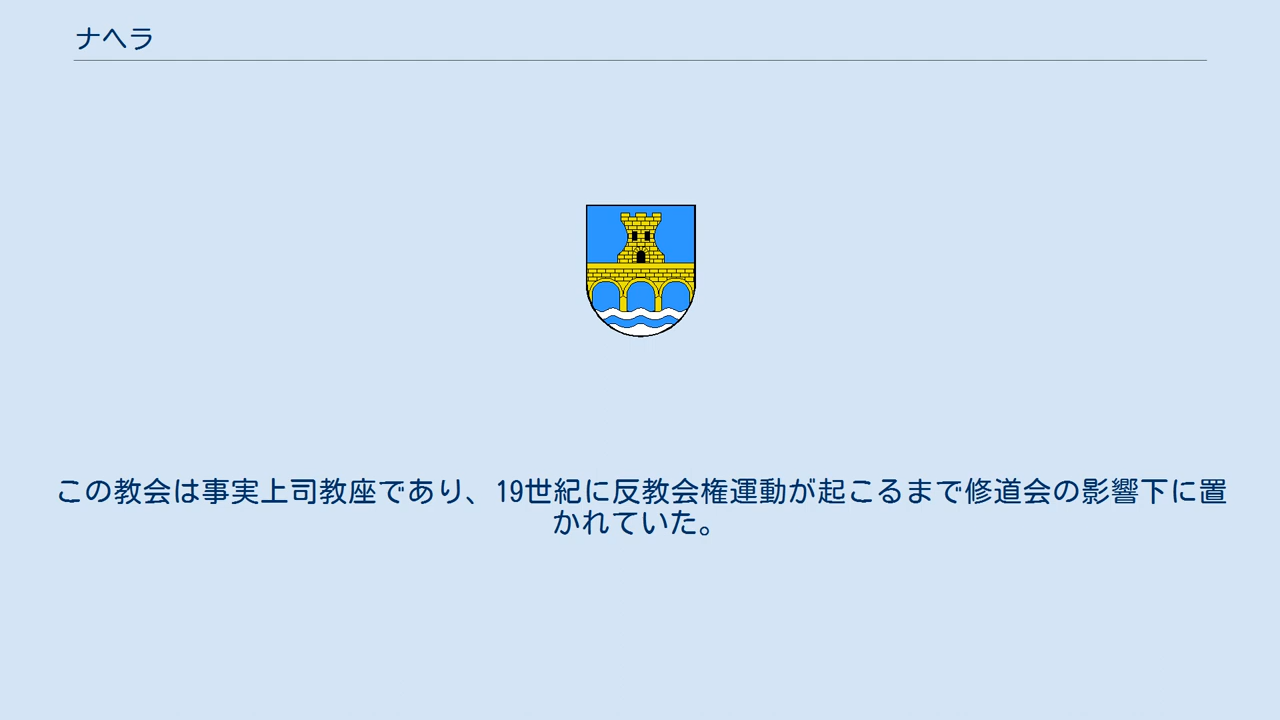 ナヘラ
この教会は事実上司教座であり、19世紀に反教会権運動が起こるまで修道会の影響下に置
かれていた。